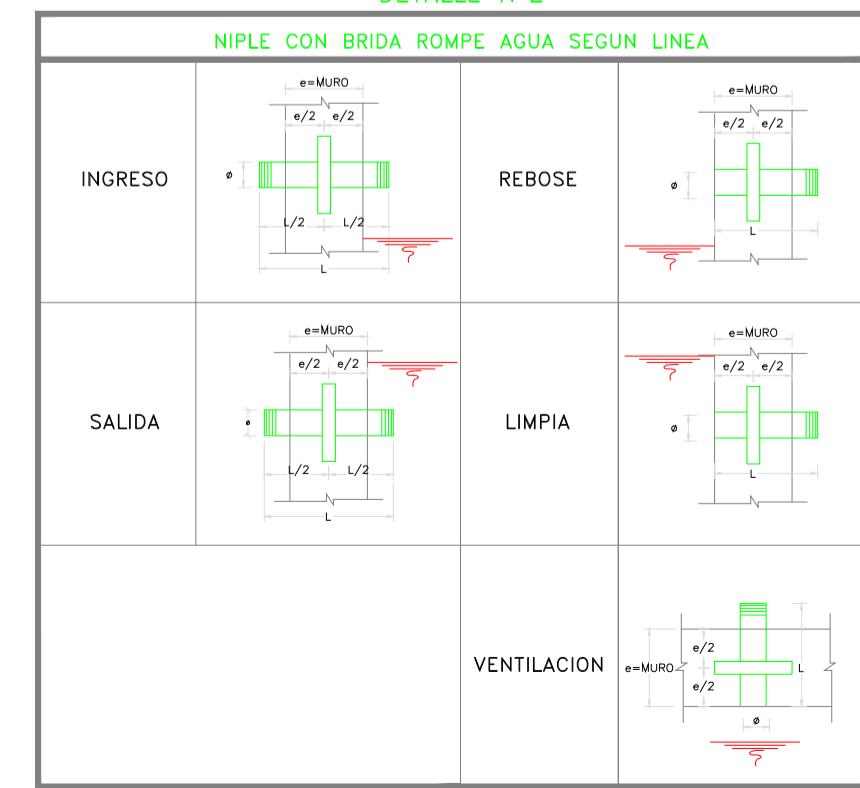 NIPLE CON BRIDA ROMPE AGUA SEGUN LINEA
INGRESO
e=MURO
e/2 e/2
ø
L/2 L/2
L
REBOSE
e=MURO
e/2 e/2
ø
L
SALIDA
e=MURO
e/2 e/2
ø
L/2 L/2
L
LIMPIA
e=MURO
e/2 e/2
ø
L
VENTILACION
e=MURO
e/2
e/2
L
ø